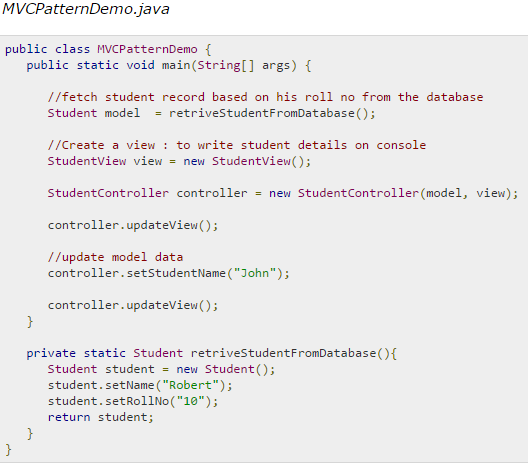 MVCPatternDemo.java
public class MVCPatternDemo {
   public static void main(String[] args) {
      //fetch student record based on his roll no from the database
      Student model  = retriveStudentFromDatabase();
      //Create a view : to write student details on console
      StudentView view = new StudentView();
      StudentController controller = new StudentController(model, view);
      controller.updateView();
      //update model data
      controller.setStudentName("John");
      controller.updateView();
   }
   private static Student retriveStudentFromDatabase(){
      Student student = new Student();
      student.setName("Robert");
      student.setRollNo("10");
      return student;
   }
}